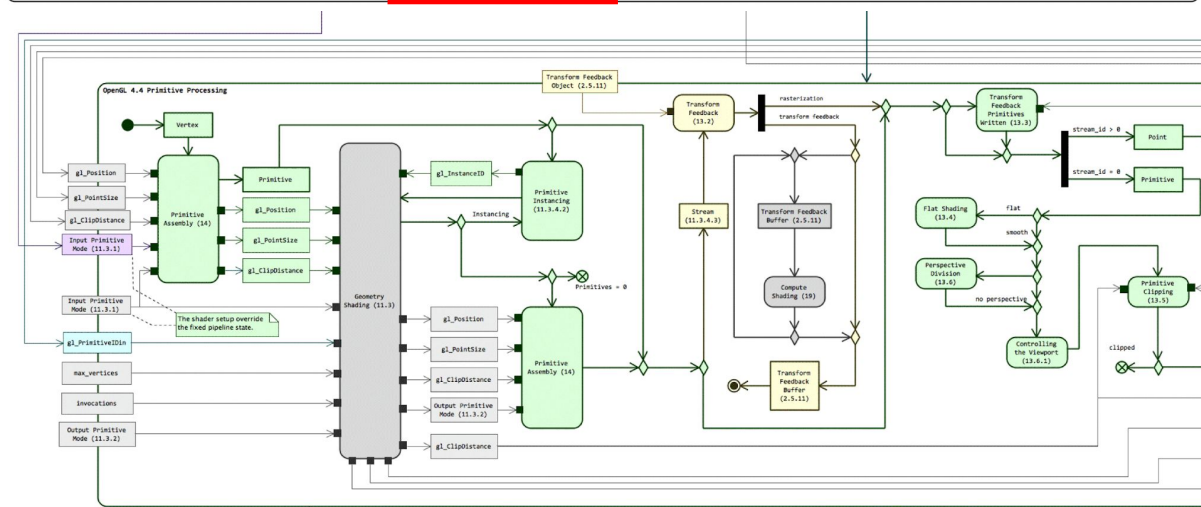 OpenGL 4.4 Primitive Processing
Vertex
gl_Position
gl_PointSize
gl_ClipDistance
Input Primitive
Mode (11.3.1)
Primitive
Assembly (14)
Primitive
gl_Position
gl_PointSize
gl_ClipDistance
Input Primitive
Mode (11.3.1)
The shader setup override
the fixed pipeline state.
gl_PrimitiveIDin
max_vertices
invocations
Output Primitive
Mode (11.3.2)
Geometry
Shading (11.3)
gl_InstanceID
Primitive
Instancing
(11.3.4.2)
Instancing
Primitives = 0
gl_Position
gl_PointSize
gl_ClipDistance
Output Primitive
Mode (11.3.2)
gl_ClipDistance
Primitive
Assembly (14)
Transform Feedback
Object (2.5.11)
Transform
Feedback
(13.2)
Stream
(11.3.4.3)
rasterization
transform feedback
Transform Feedback
Buffer (2.5.11)
Compute
Shading (19)
Transform
Feedback
Buffer
(2.5.11)
Transform
Feedback
Primitives
Written (13.3)
stream_id > 0
Point
stream_id = 0
Primitive
Flat Shading
(13.4)
flat
smooth
Perspective
Division
(13.6)
no perspective
Controlling
the Viewport
(13.6.1)
Primitive
Clipping
(13.5)
clipped